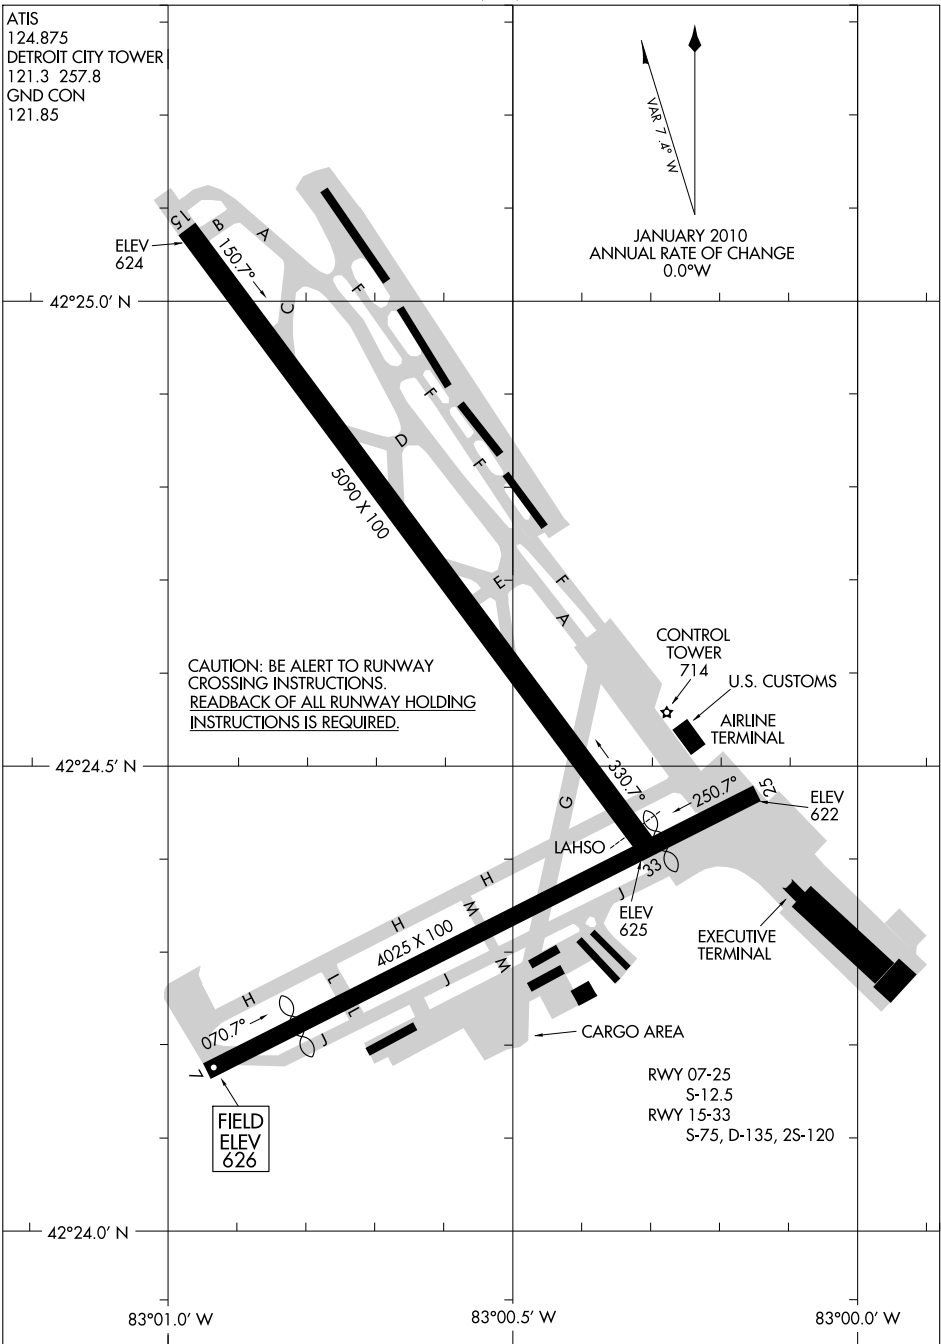 ATIS
124.875
DETROIT CITY TOWER
121.3 257.8
GND CON
121.85
VAR 7.4° W
JANUARY 2010
ANNUAL RATE OF CHANGE
0.0°W
ELEV
624
15
B
A
150.7°
42°25.0' N
C
F
F
D
F
5090 X 100
E
F
A
CAUTION: BE ALERT TO RUNWAY
CROSSING INSTRUCTIONS.
READBACK OF ALL RUNWAY HOLDING
INSTRUCTIONS IS REQUIRED.
CONTROL
TOWER
714
U.S. CUSTOMS
AIRLINE
TERMINAL
42°24.5' N
330.7°
250.7°
25
ELEV
622
G
LAHSO
33
H
J
H
M
ELEV
625
4025 X 100
EXECUTIVE
TERMINAL
M
J
L
H
L
J
070.7°
CARGO AREA
7
FIELD
ELEV
626
RWY 07-25
S-12.5
RWY 15-33
S-75, D-135, 2S-120
42°24.0' N
83°01.0' W
83°00.5' W
83°00.0' W